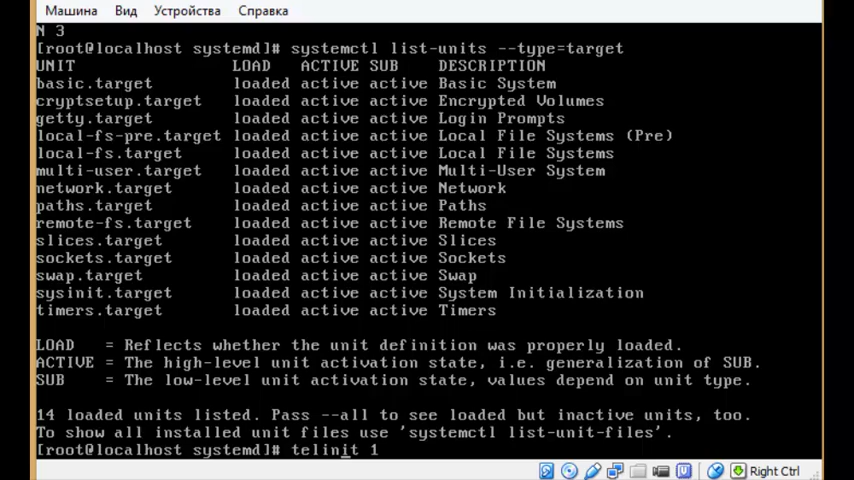 Машина Вид Устройства Справка
N 3
[root@localhost systemd]# systemctl list-units --type=target
UNIT LOAD ACTIVE SUB DESCRIPTION
basic.target loaded active active Basic System
cryptsetup.target loaded active active Encrypted Volumes
getty.target loaded active active Login Prompts
local-fs-pre.target loaded active active Local File Systems (Pre)
local-fs.target loaded active active Local File Systems
multi-user.target loaded active active Multi-User System
network.target loaded active active Network
paths.target loaded active active Paths
remote-fs.target loaded active active Remote File Systems
slices.target loaded active active Slices
sockets.target loaded active active Sockets
swap.target loaded active active Swap
sysinit.target loaded active active System Initialization
timers.target loaded active active Timers
LOAD = Reflects whether the unit definition was properly loaded.
ACTIVE = The high-level unit activation state, i.e. generalization of SUB.
SUB = The low-level unit activation state, values depend on unit type.
14 loaded units listed. Pass --all to see loaded but inactive units, too.
To show all installed unit files use 'systemctl list-unit-files'.
[root@localhost systemd]# telinit 1
Right Ctrl